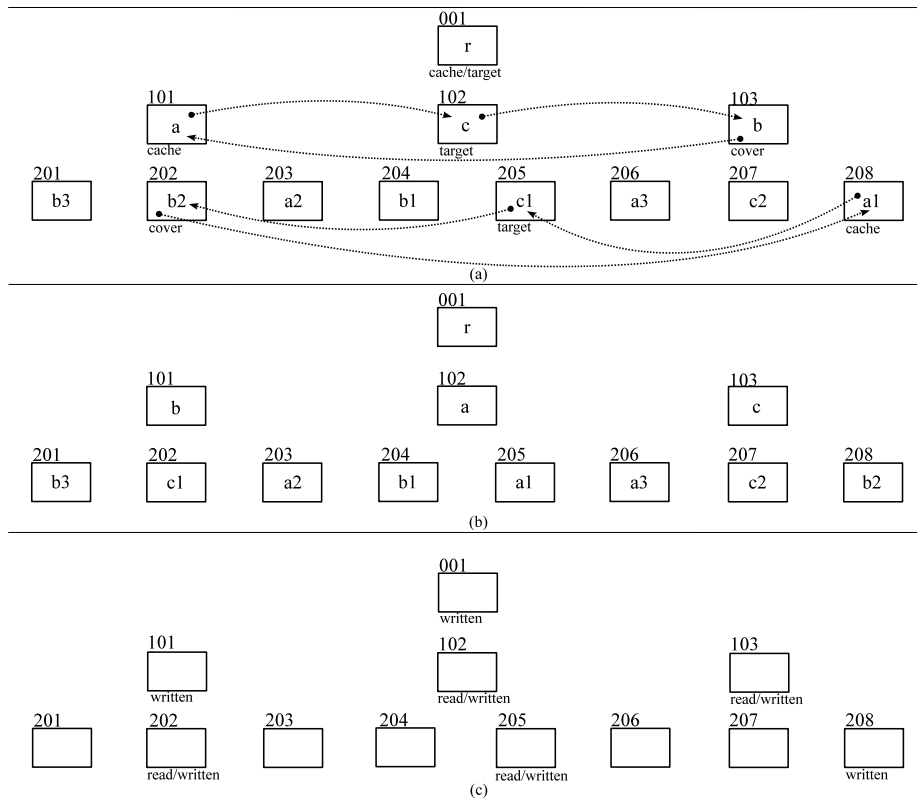 001
r
cache/target
101 102 103
a c b
cache target cover
201 202 203 204 205 206 207 208
b3 b2 a2 b1 c1 a3 c2 a1
cover target cache
(a)
001
r
101 102 103
b a c
201 202 203 204 205 206 207 208
b3 c1 a2 b1 a1 a3 c2 b2
(b)
001
written
101 102 103
written read/written read/written
201 202 203 204 205 206 207 208
read/written read/written written
(c)